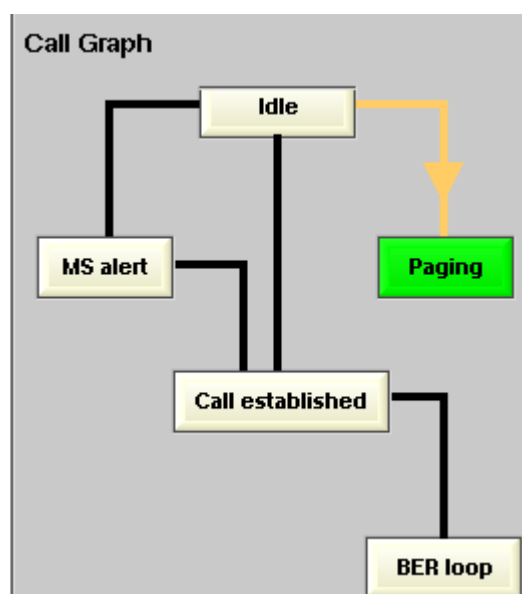 Call Graph
Idle
MS alert
Paging
Call established
BER loop